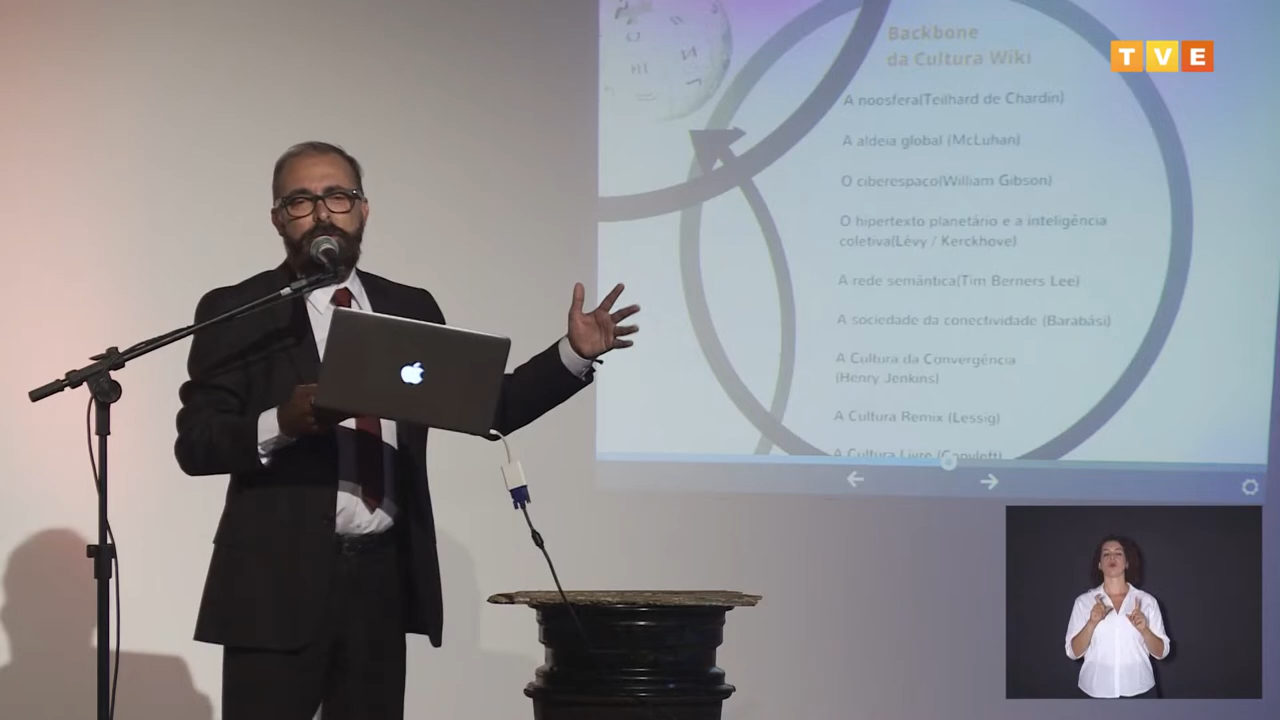 Backbone
da Cultura Wiki
TVE
A noosfera(Teilhard de Chardin)
A aldeia global (McLuhan)
O ciberespaço(William Gibson)
O hipertexto planetário e a inteligência
coletiva(Lévy / Kerckhove)
A rede semântica(Tim Berners Lee)
A sociedade da conectividade (Barabási)
A Cultura da Convergência
(Henry Jenkins)
A Cultura Remix (Lessig)
A Cultura Livre (Copyleft)